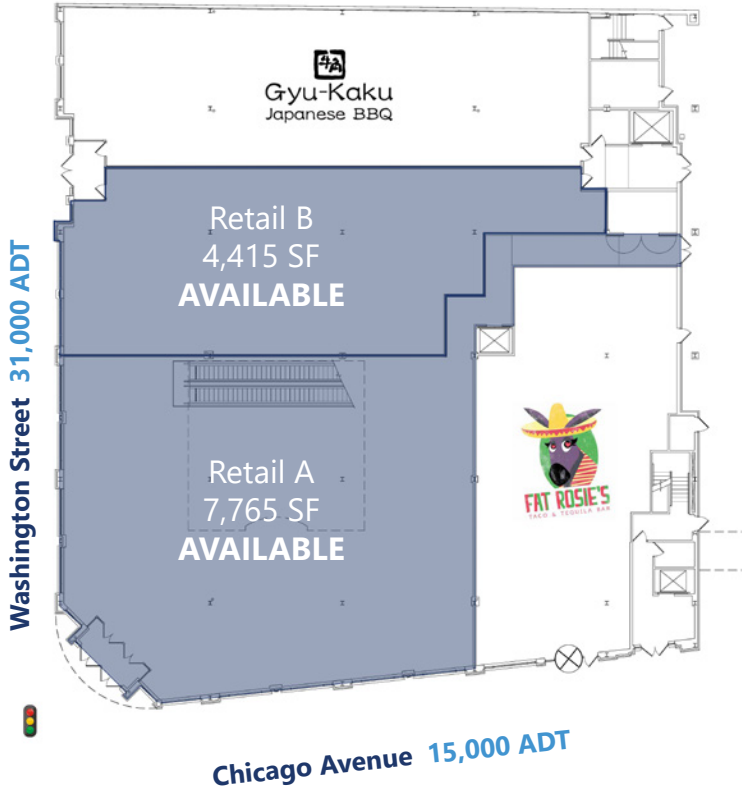 Gyu-Kaku
Japanese BBQ
Retail B
4,415 SF
AVAILABLE
Washington Street 31,000 ADT
Retail A
7,765 SF
AVAILABLE
FAT ROSIE'S
TACO & TEQUILA BAR
Chicago Avenue 15,000 ADT